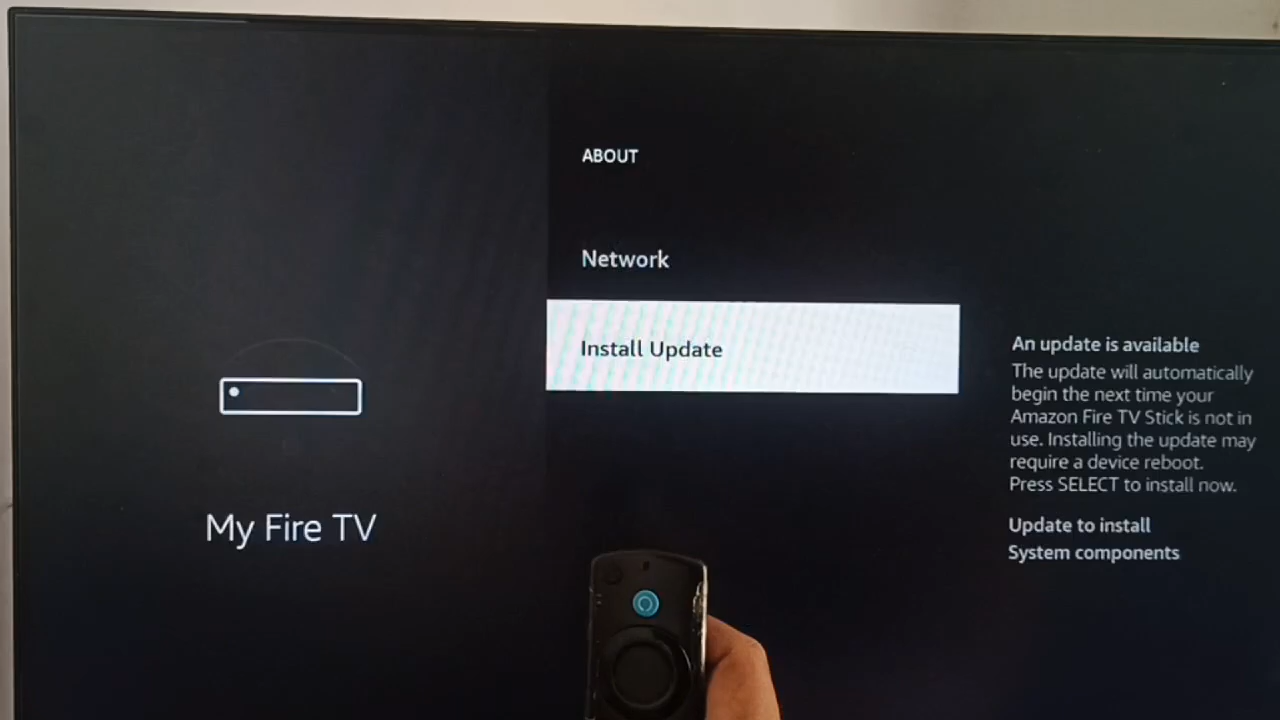 ABOUT
Network
Install Update
My Fire TV
An update is available
The update will automatically
begin the next time your
Amazon Fire TV Stick is not in
use. Installing the update may
require a device reboot.
Press SELECT to install now.
Update to install
System components